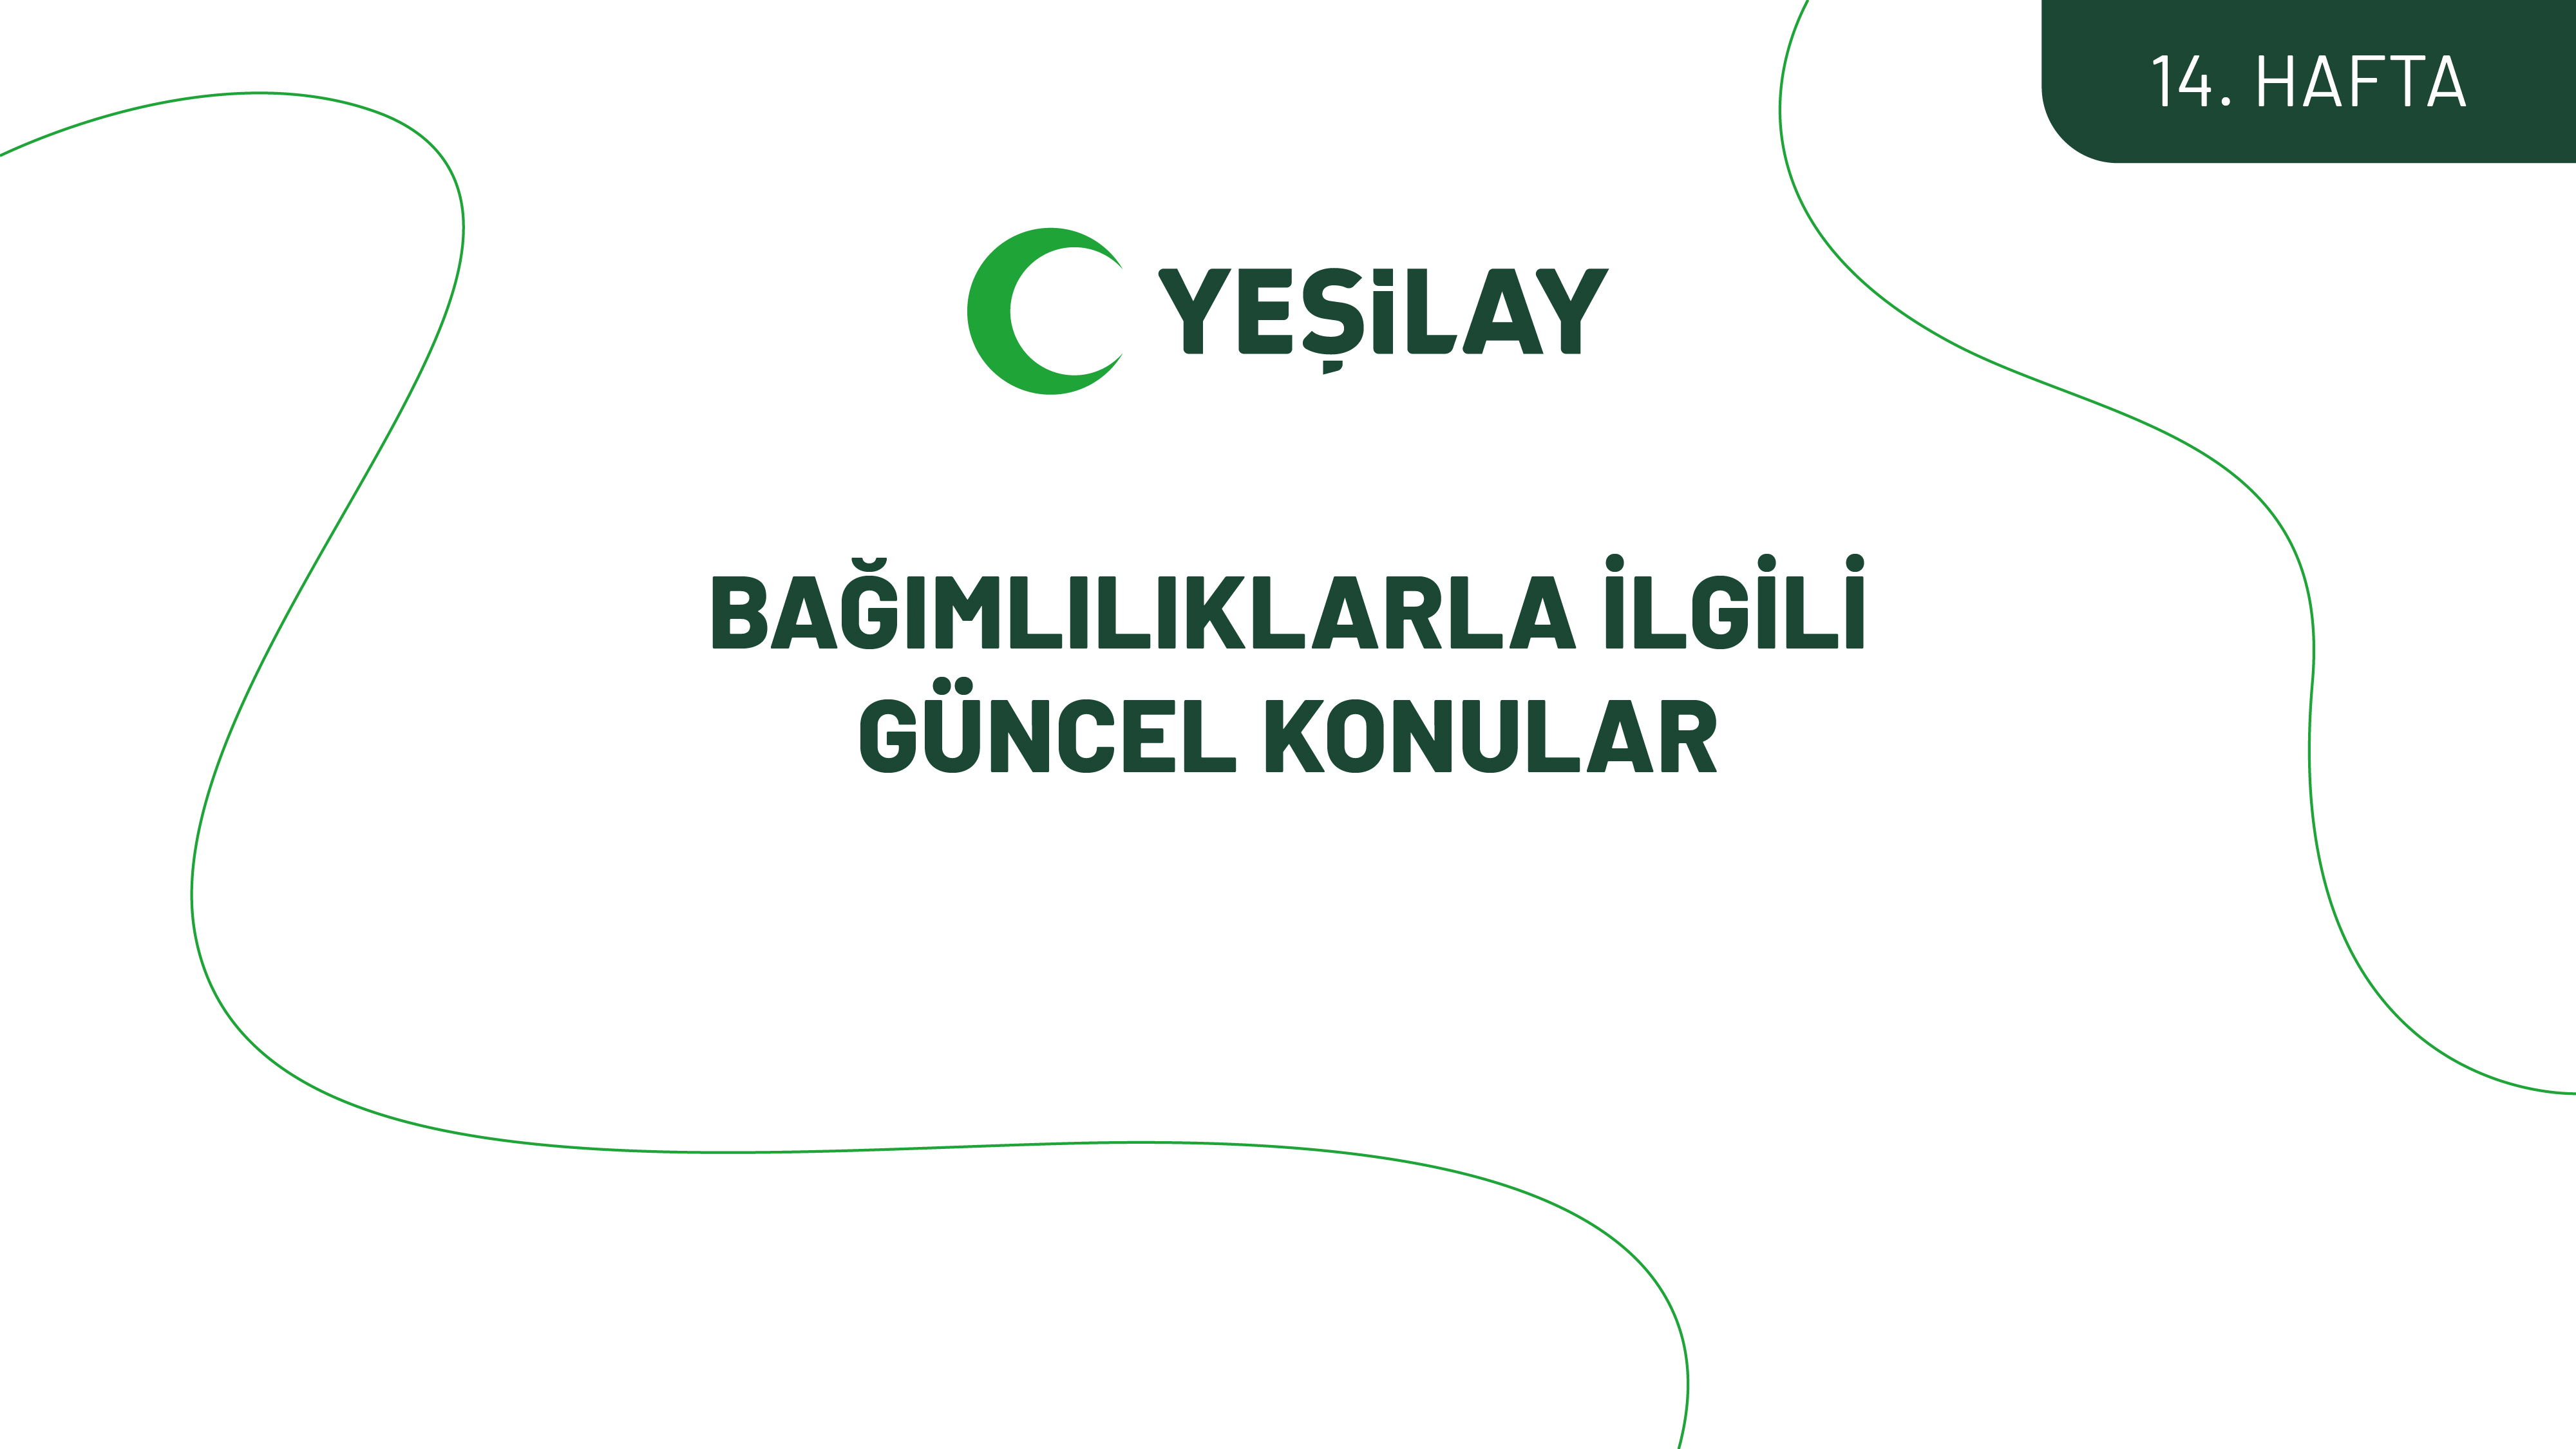 14. HAFTA
YEŞİLAY
BAĞIMLILIKLARLA İLGİLİ
GÜNCEL KONULAR